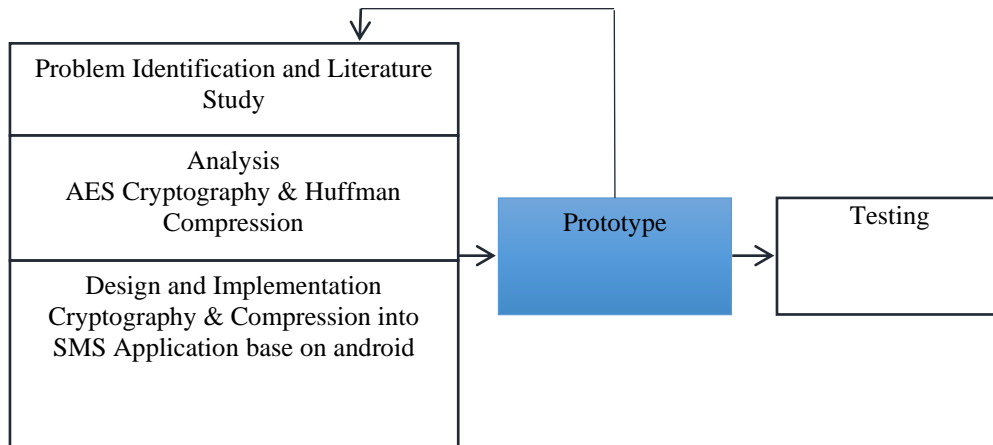 Problem Identification and Literature
Study
Analysis
AES Cryptography & Huffman
Compression
Design and Implementation
Cryptography & Compression into
SMS Application base on android
Prototype
Testing